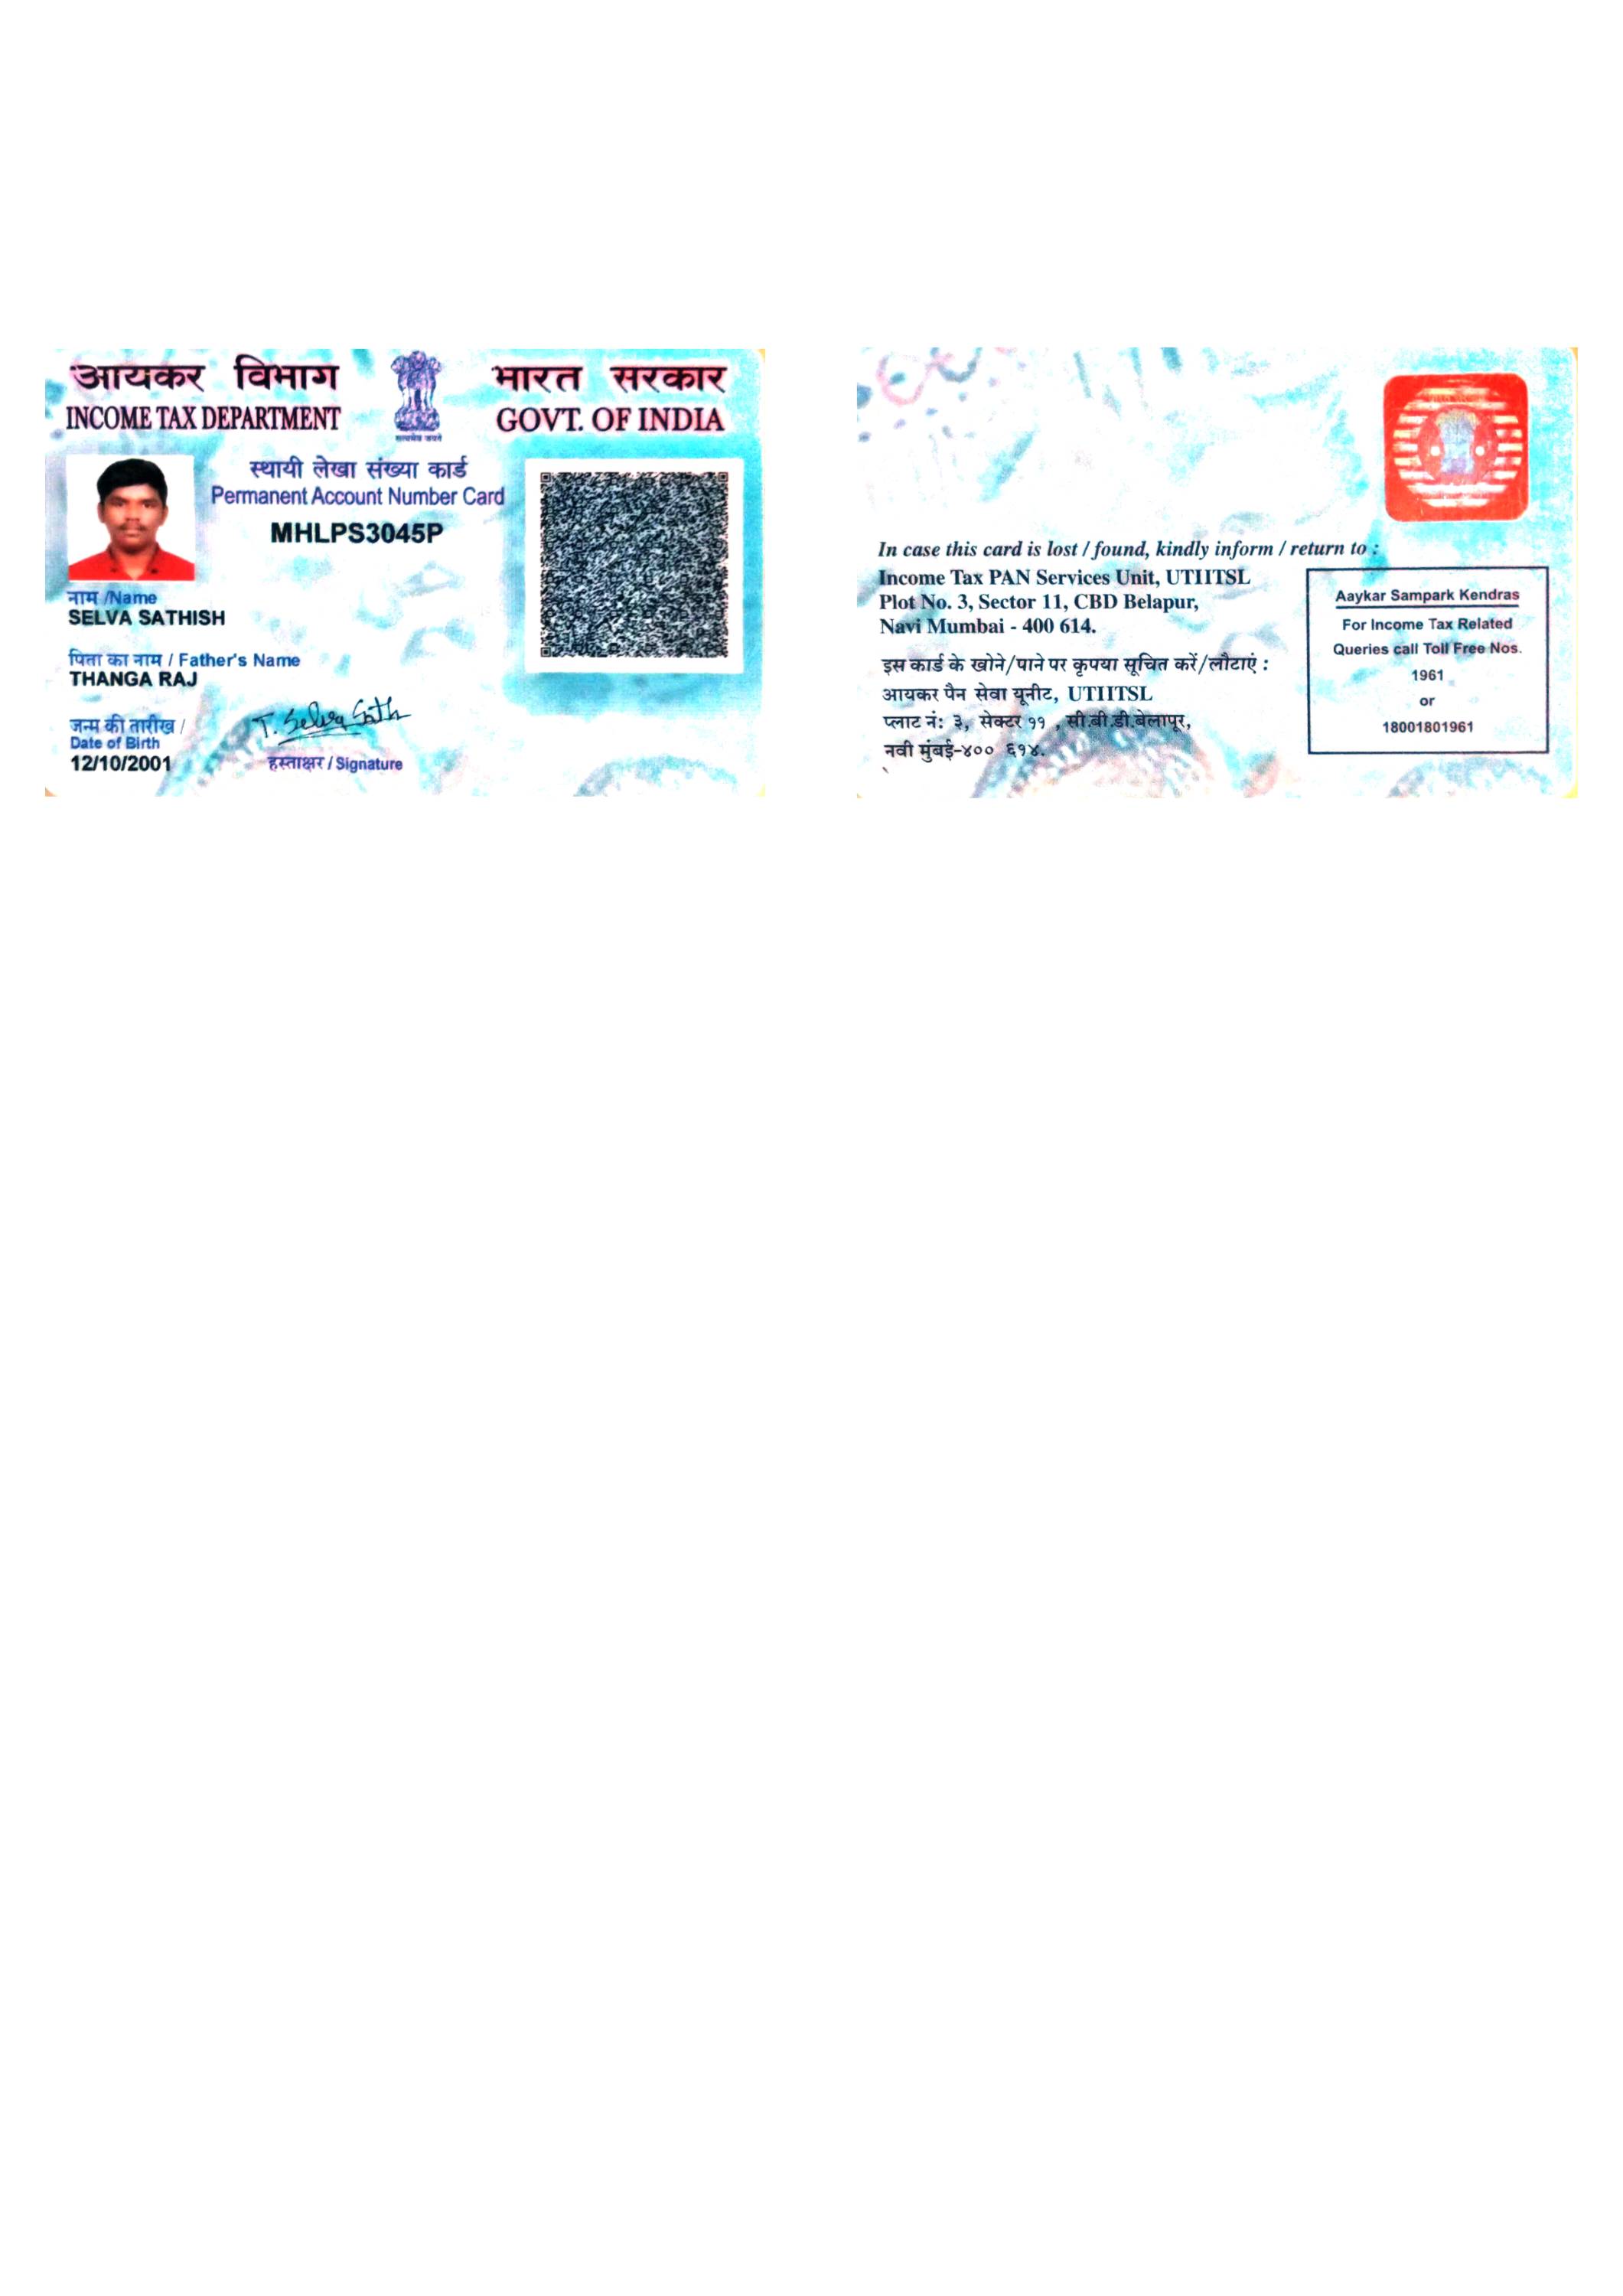 आयकर विभाग
INCOME TAX DEPARTMENT
सत्यमेव जयते
भारत सरकार
GOVT. OF INDIA
स्थायी लेखा संख्या कार्ड
Permanent Account Number Card
MHLPS3045P
नाम /Name
SELVA SATHISH
पिता का नाम / Father's Name
THANGA RAJ
जन्म की तारीख /
Date of Birth
12/10/2001
T. Selva Sath
हस्ताक्षर / Signature
In case this card is lost / found, kindly inform / return to :
Income Tax PAN Services Unit, UTIITSL
Plot No. 3, Sector 11, CBD Belapur,
Navi Mumbai - 400 614.
इस कार्ड के खोने/पाने पर कृपया सूचित करें/लौटाएं :
आयकर पैन सेवा यूनीट, UTIITSL
प्लाट नं: ३, सेक्टर ११ , सी.बी.डी.बेलापूर,
नवी मुंबई-४०० ६१४.
Aaykar Sampark Kendras
For Income Tax Related
Queries call Toll Free Nos.
1961
or
18001801961